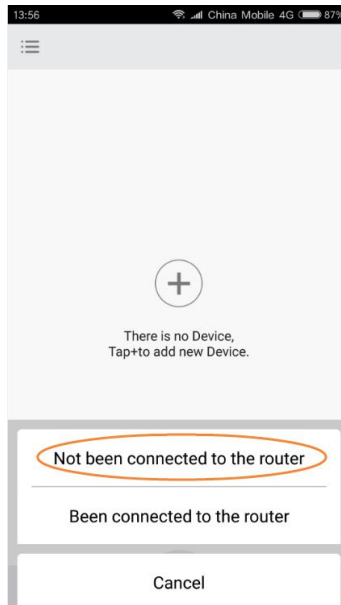 13:56 China Mobile 4G 87%
There is no Device,
Tap+to add new Device.
Not been connected to the router
Been connected to the router
Cancel